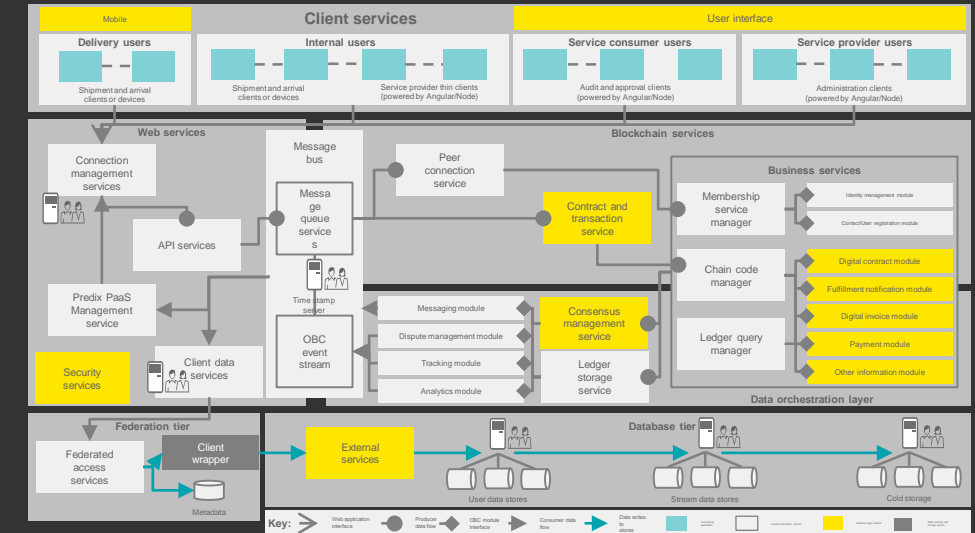 Mobile
Client services
User interface
Delivery users
Internal users
Service consumer users
Service provider users
Shipment and arrival
clients or devices
Shipment and arrival
clients or devices
Service provider thin clients
(powered by Angular/Node)
Audit and approval clients
(powered by Angular/Node)
Administration clients
(powered by Angular/Node)
Web services
Blockchain services
Connection
management
services
Message
bus
Peer
connection
service
Business services
Messa
ge
queue
service
s
Contract and
transaction
service
Membership
service
manager
Identity management module
Contact/User registration module
API services
Chain code
manager
Digital contract module
Fulfillment notification module
Predix PaaS
Management
service
Time stamp
server
Messaging module
Consensus
management
service
Digital invoice module
Dispute management module
Ledger query
manager
Payment module
OBC
event
stream
Client data
services
Tracking module
Ledger
storage
service
Other information module
Security
services
Analytics module
Data orchestration layer
Federation tier
Database tier
Federated
access
services
Client
wrapper
External
services
Metadata
User data stores
Stream data stores
Cold storage
Key:
Web application
interface
Producer
data flow
OBC module
interface
Consumer data
flow
Data writes
to
stores